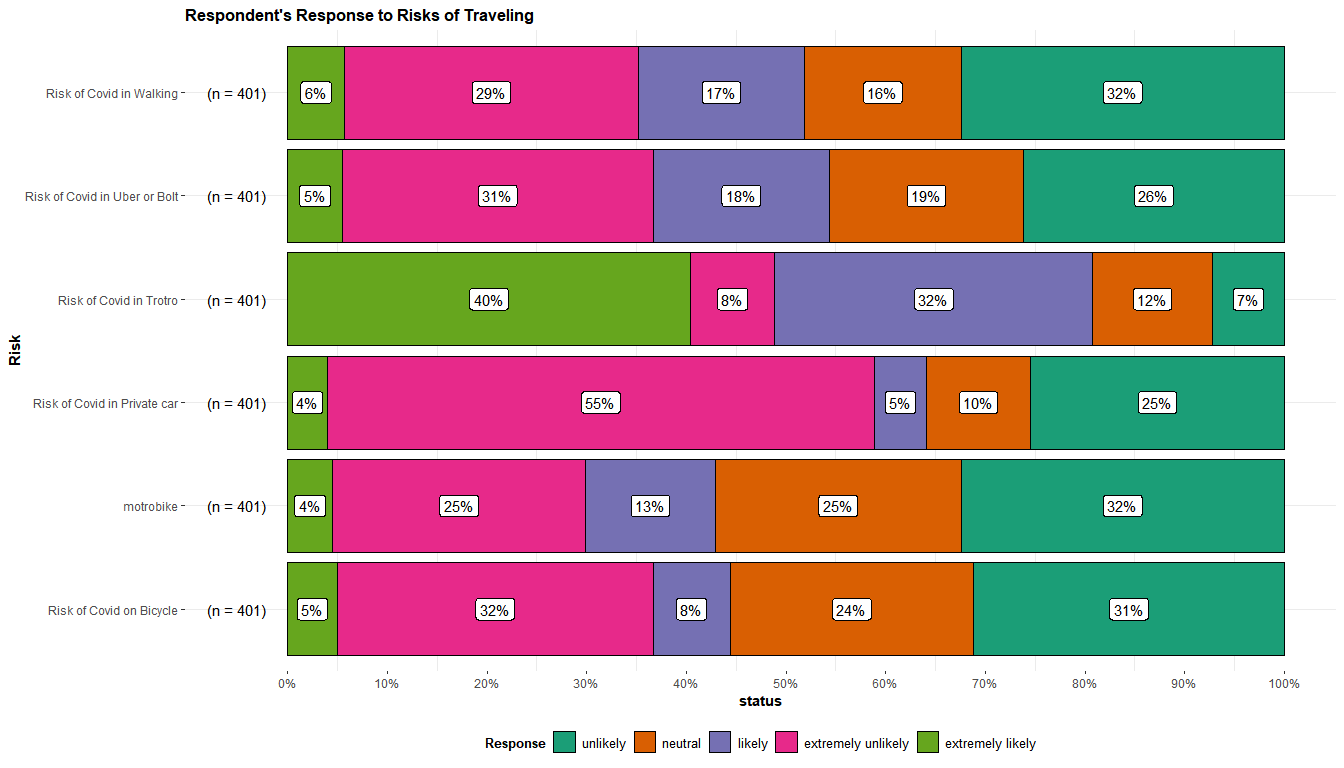 Respondent's Response to Risks of Traveling
Risk of Covid in Walking (n = 401) 6% 29% 17% 16% 32%
Risk of Covid in Uber or Bolt (n = 401) 5% 31% 18% 19% 26%
Risk of Covid in Trotro (n = 401) 40% 8% 32% 12% 7%
Risk
Risk of Covid in Private car (n = 401) 4% 55% 5% 10% 25%
motrobike (n = 401) 4% 25% 13% 25% 32%
Risk of Covid on Bicycle (n = 401) 5% 32% 8% 24% 31%
0% 10% 20% 30% 40% 50% 60% 70% 80% 90% 100%
status
Response unlikely neutral likely extremely unlikely extremely likely